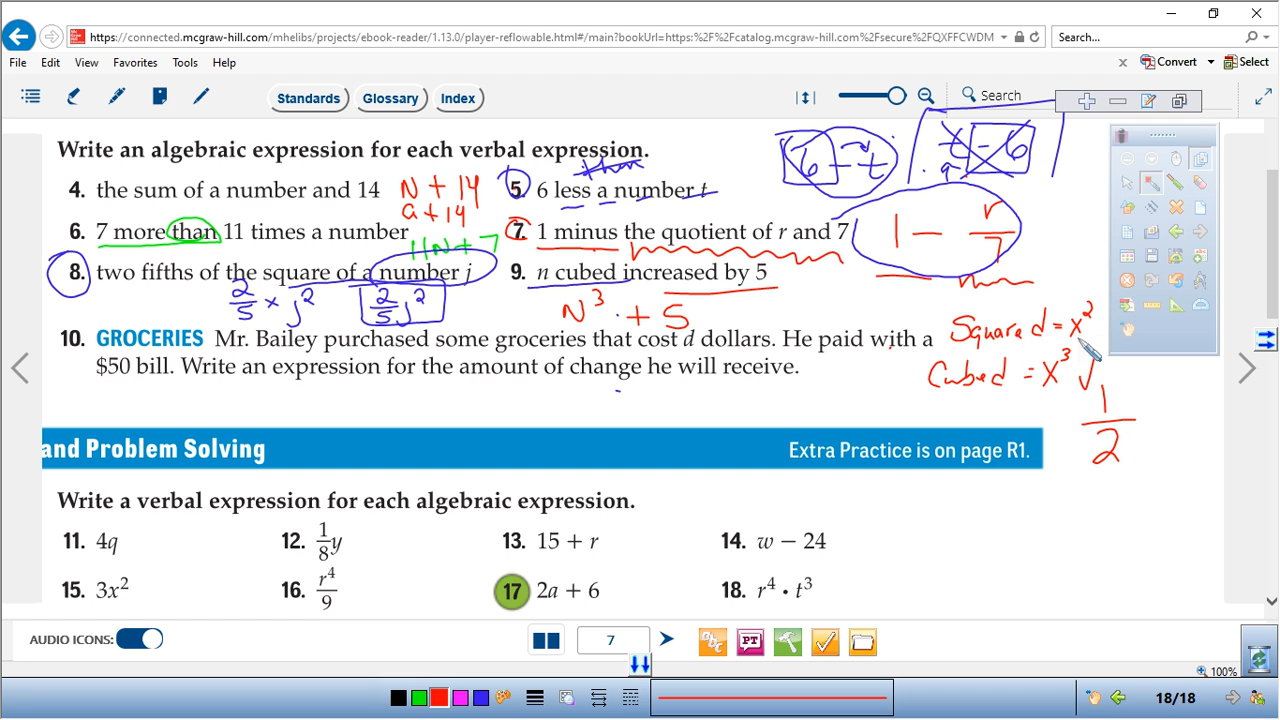 https://connected.mcgraw-hill.com/mhelibs/projects/ebook-reader/1.13.0/player-reflowable.html#/main?bookUrl=https:%2F%2Fcatalog.mcgraw-hill.com%2Fsecure%2FQXFFCWDM
Search...
File Edit View Favorites Tools Help
x Convert Select
Standards Glossary Index Search
Write an algebraic expression for each verbal expression.
6 - t
t - 6
than
4. the sum of a number and 14 N + 14
a + 14
5. 6 less a number t
6. 7 more than 11 times a number
11N + 7
7. 1 minus the quotient of r and 7
1 - r/7
8. two fifths of the square of a number j
2/5 × j² 2/5 j²
9. n cubed increased by 5
N³ + 5
10. GROCERIES Mr. Bailey purchased some groceries that cost d dollars. He paid with a
$50 bill. Write an expression for the amount of change he will receive.
Squared = x²
Cubed = x³
1/2
and Problem Solving Extra Practice is on page R1.
Write a verbal expression for each algebraic expression.
11. 4q 12. 1/8 y 13. 15 + r 14. w − 24
15. 3x² 16. r⁴/9 17 2a + 6 18. r⁴ • t³
AUDIO ICONS: 7 abc PT
100%
18/18